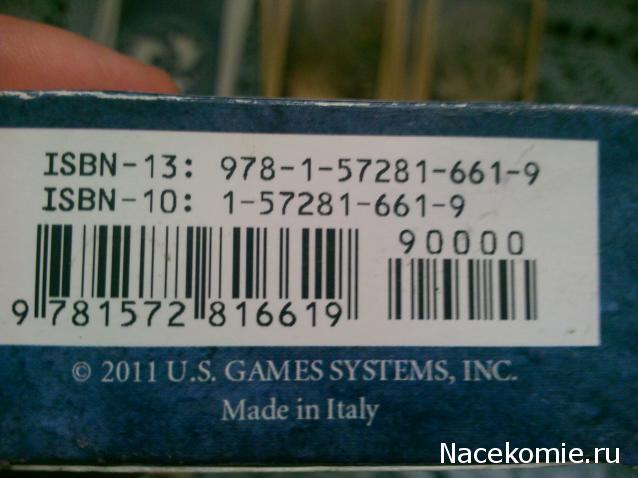 ISBN-13: 978-1-57281-661-9
ISBN-10: 1-57281-661-9
90000
9 781572 816619
© 2011 U.S. GAMES SYSTEMS, INC.
Made in Italy
Nacekomie.ru